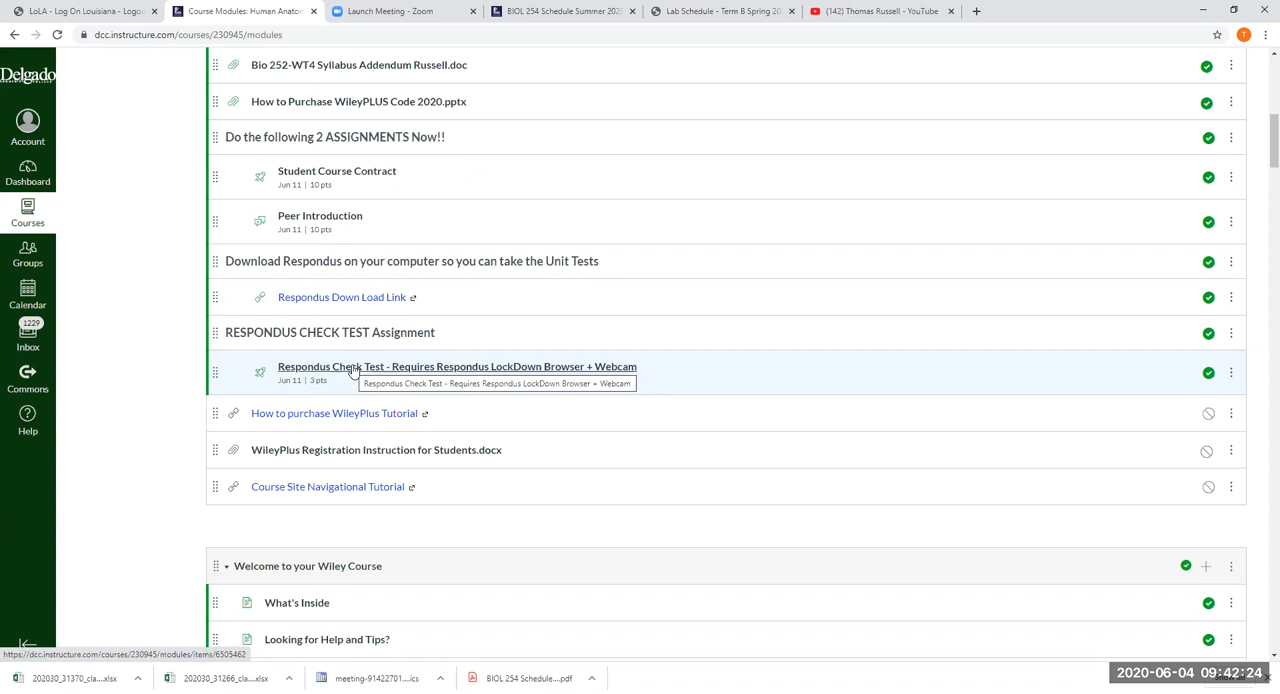 LoLA - Log On Louisiana - Logou
Course Modules: Human Anatom
Launch Meeting - Zoom
BIOL 254 Schedule Summer 2020
Lab Schedule - Term B Spring 20
(142) Thomas Russell - YouTube
dcc.instructure.com/courses/230945/modules
T
Delgado
Account
Dashboard
Courses
Groups
Calendar
1229
Inbox
Commons
Help
Bio 252-WT4 Syllabus Addendum Russell.doc
How to Purchase WileyPLUS Code 2020.pptx
Do the following 2 ASSIGNMENTS Now!!
Student Course Contract
Jun 11 | 10 pts
Peer Introduction
Jun 11 | 10 pts
Download Respondus on your computer so you can take the Unit Tests
Respondus Down Load Link
RESPONDUS CHECK TEST Assignment
Respondus Check Test - Requires Respondus LockDown Browser + Webcam
Jun 11 | 3 pts
Respondus Check Test - Requires Respondus LockDown Browser + Webcam
How to purchase WileyPlus Tutorial
WileyPlus Registration Instruction for Students.docx
Course Site Navigational Tutorial
Welcome to your Wiley Course
What's Inside
Looking for Help and Tips?
https://dcc.instructure.com/courses/230945/modules/items/6505462
202030_31370_cla....xlsx
202030_31266_cla....xlsx
meeting-91422701....ics
BIOL 254 Schedule....pdf
2020-06-04 09:42:24